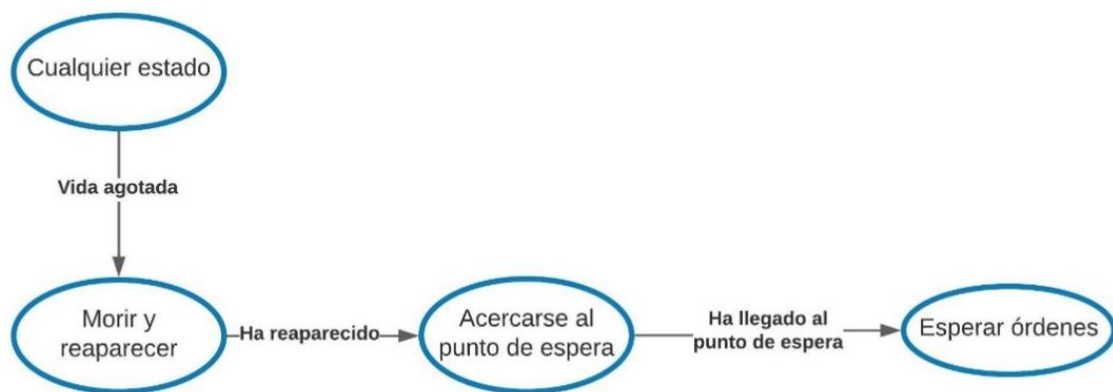 Cualquier estado
Vida agotada
Morir y
reaparecer
Ha reaparecido
Acercarse al
punto de espera
Ha llegado al
punto de espera
Esperar órdenes